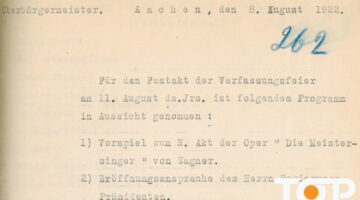 Oberbürgermeister. Aachen, den 8. August 1922.
262
Für den Festakt der Verfassungsfeier
am 11. August ds.Jrs. ist folgendes Programm
in Aussicht genommen :
1) Vorspiel zum 3. Akt der Oper " Die Meister-
singer " von Wagner.
2) Eröffnungsansprache des Herrn
Präsidenten.
TOP